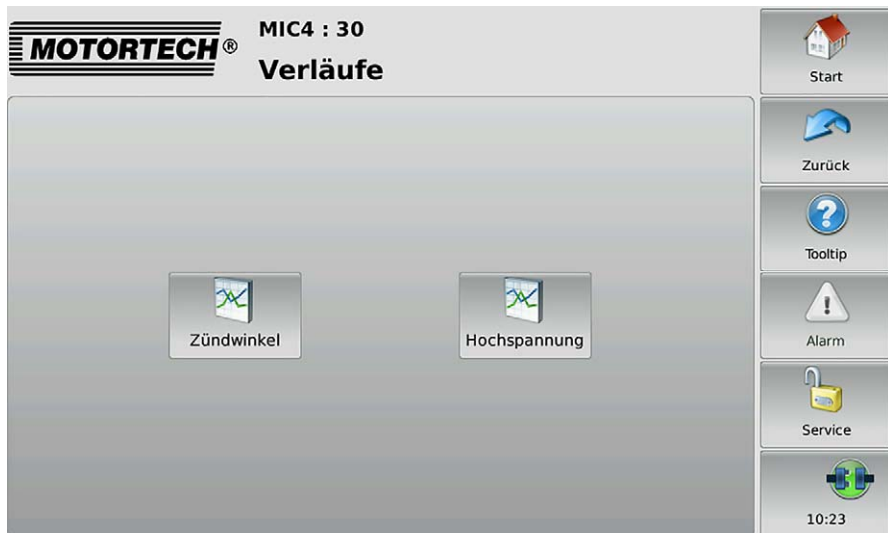 MOTORTECH®
MIC4 : 30
Verläufe
Zündwinkel
Hochspannung
Start
Zurück
?
Tooltip
!
Alarm
Service
10:23